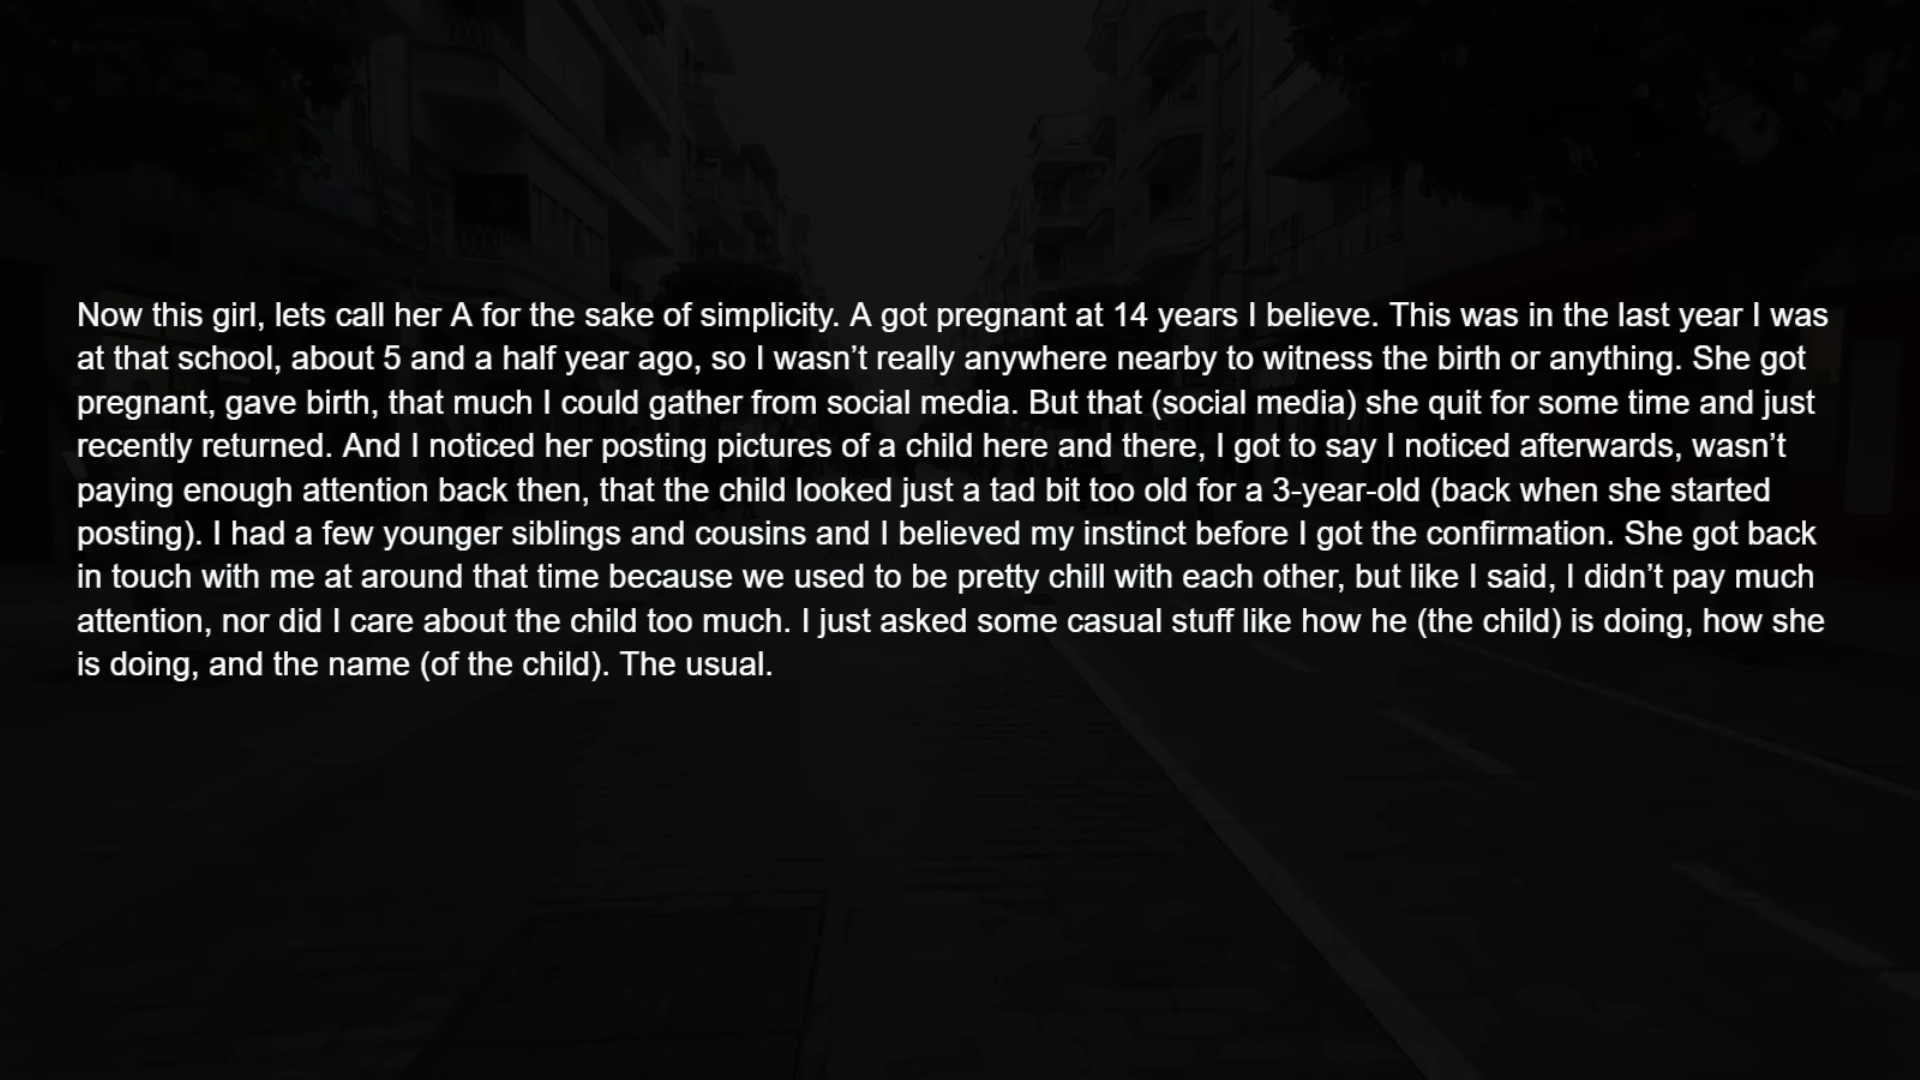 Now this girl, lets call her A for the sake of simplicity. A got pregnant at 14 years I believe. This was in the last year I was
at that school, about 5 and a half year ago, so I wasn’t really anywhere nearby to witness the birth or anything. She got
pregnant, gave birth, that much I could gather from social media. But that (social media) she quit for some time and just
recently returned. And I noticed her posting pictures of a child here and there, I got to say I noticed afterwards, wasn’t
paying enough attention back then, that the child looked just a tad bit too old for a 3-year-old (back when she started
posting). I had a few younger siblings and cousins and I believed my instinct before I got the confirmation. She got back
in touch with me at around that time because we used to be pretty chill with each other, but like I said, I didn’t pay much
attention, nor did I care about the child too much. I just asked some casual stuff like how he (the child) is doing, how she
is doing, and the name (of the child). The usual.